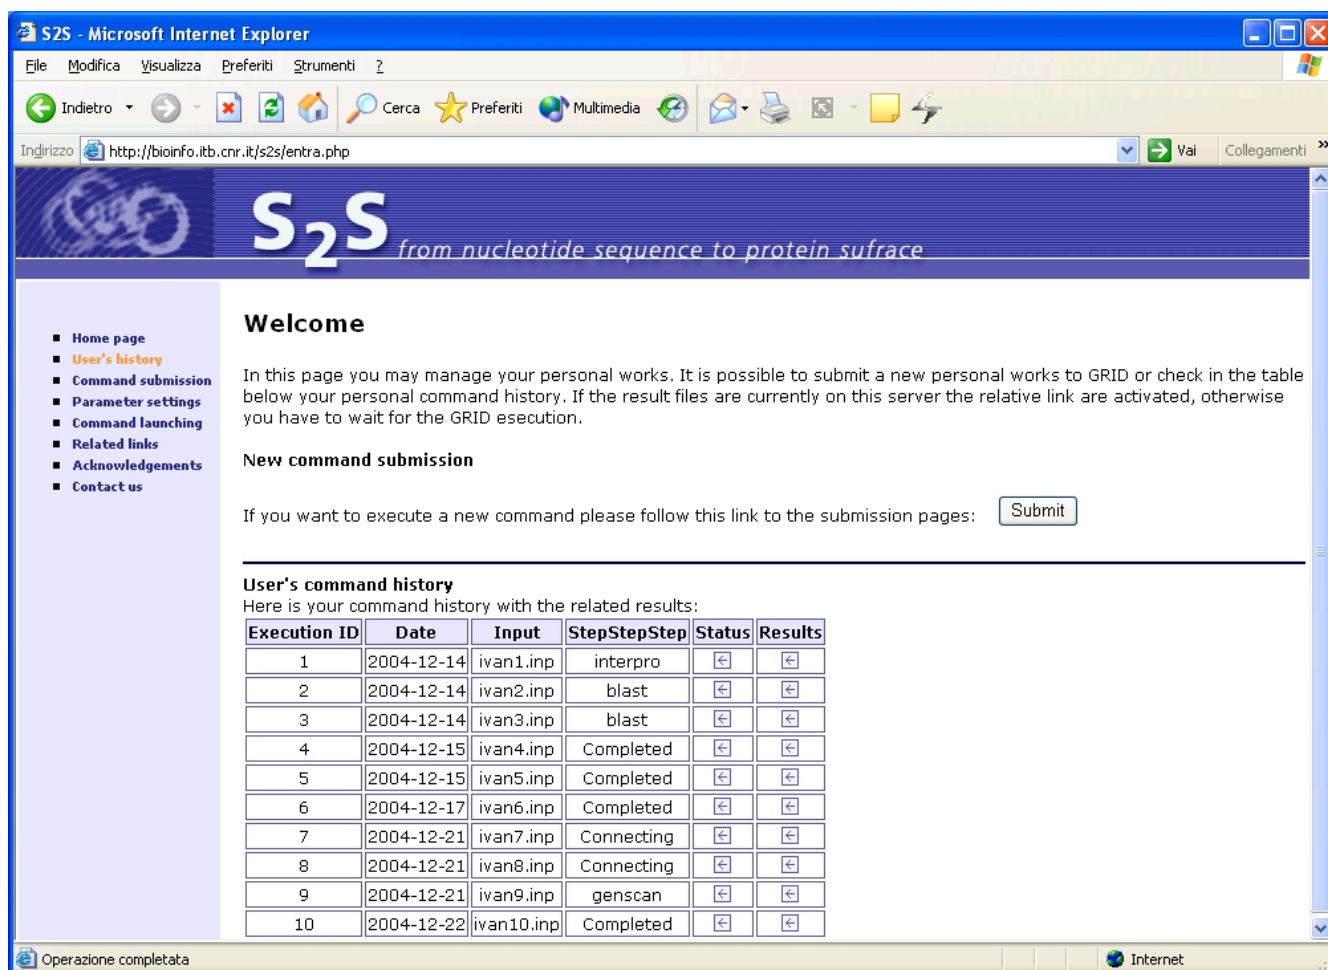 S2S - Microsoft Internet Explorer
File Modifica Visualizza Preferiti Strumenti ?
Indietro Cerca Preferiti Multimedia
Indirizzo http://bioinfo.itb.cnr.it/s2s/entra.php Vai Collegamenti »
S2S from nucleotide sequence to protein sufrace
Home page
User's history
Command submission
Parameter settings
Command launching
Related links
Acknowledgements
Contact us
Welcome
In this page you may manage your personal works. It is possible to submit a new personal works to GRID or check in the table
below your personal command history. If the result files are currently on this server the relative link are activated, otherwise
you have to wait for the GRID esecution.
New command submission
If you want to execute a new command please follow this link to the submission pages: Submit
User's command history
Here is your command history with the related results:
Execution ID Date Input StepStepStep Status Results
1 2004-12-14 ivan1.inp interpro
2 2004-12-14 ivan2.inp blast
3 2004-12-14 ivan3.inp blast
4 2004-12-15 ivan4.inp Completed
5 2004-12-15 ivan5.inp Completed
6 2004-12-17 ivan6.inp Completed
7 2004-12-21 ivan7.inp Connecting
8 2004-12-21 ivan8.inp Connecting
9 2004-12-21 ivan9.inp genscan
10 2004-12-22 ivan10.inp Completed
Operazione completata Internet